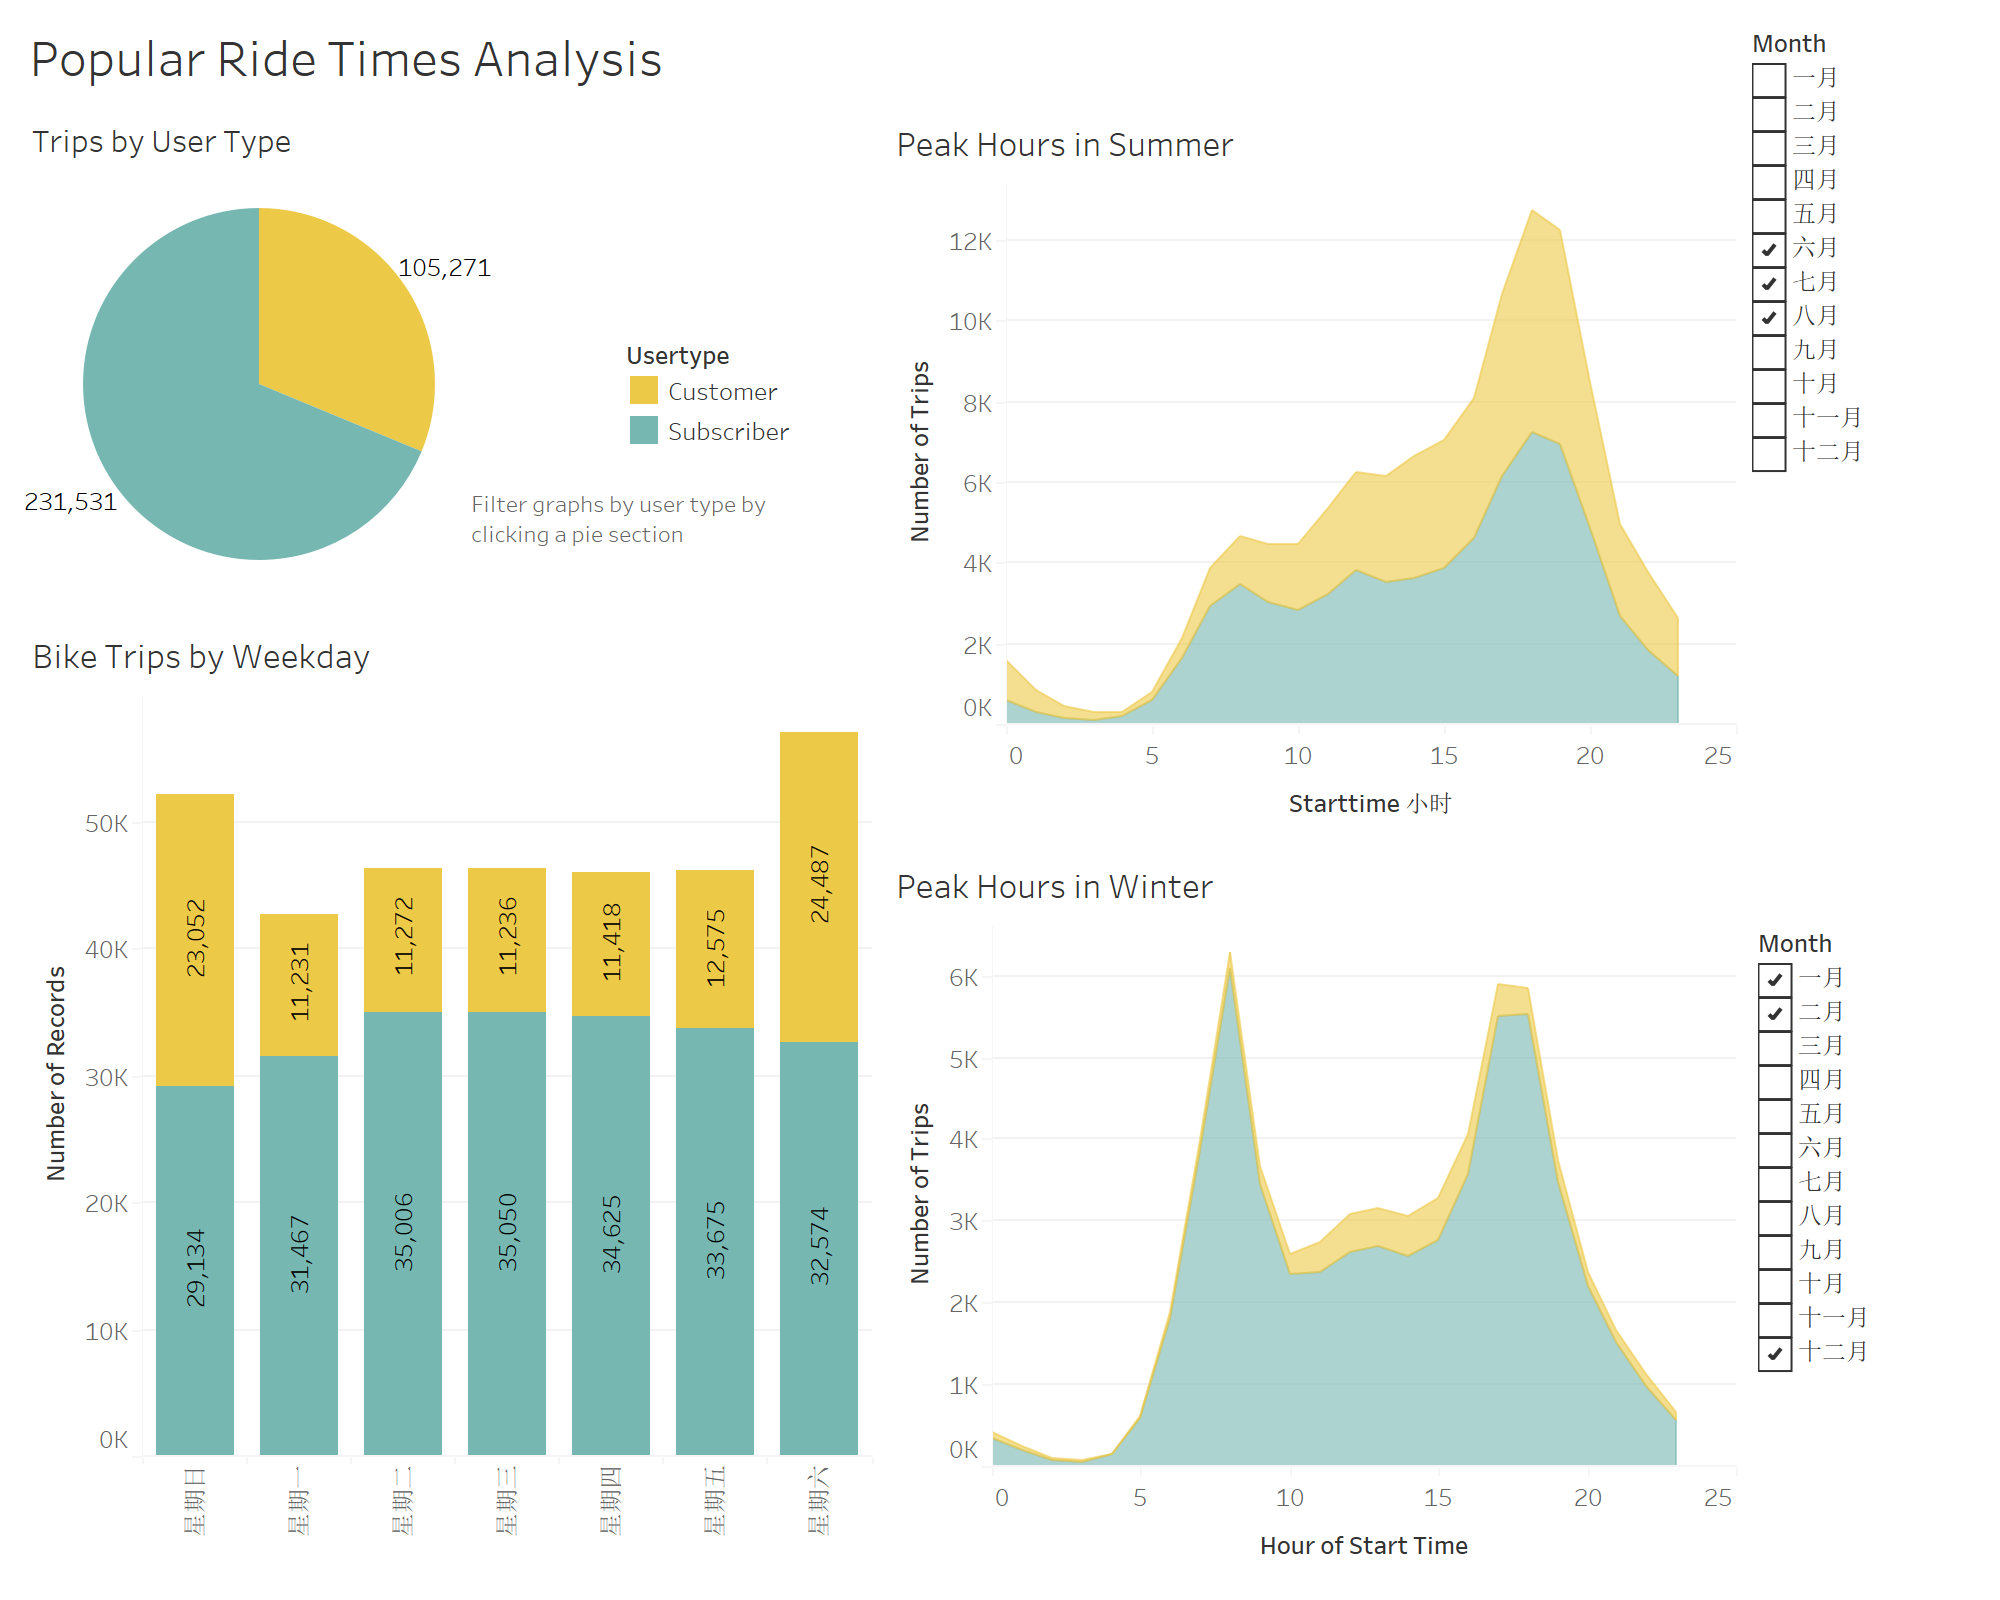 Popular Ride Times Analysis
Trips by User Type
105,271
231,531
Usertype
Customer
Subscriber
Filter graphs by user type by
clicking a pie section
Bike Trips by Weekday
Number of Records
50K
40K
30K
20K
10K
0K
23,052
11,231
11,272
11,236
11,418
12,575
24,487
29,134
31,467
35,006
35,050
34,625
33,675
32,574
星期日
星期一
星期二
星期三
星期四
星期五
星期六
Peak Hours in Summer
Number of Trips
12K
10K
8K
6K
4K
2K
0K
0
5
10
15
20
25
Starttime 小时
Month
一月
二月
三月
四月
五月
六月
七月
八月
九月
十月
十一月
十二月
Peak Hours in Winter
Number of Trips
6K
5K
4K
3K
2K
1K
0K
0
5
10
15
20
25
Hour of Start Time
Month
一月
二月
三月
四月
五月
六月
七月
八月
九月
十月
十一月
十二月